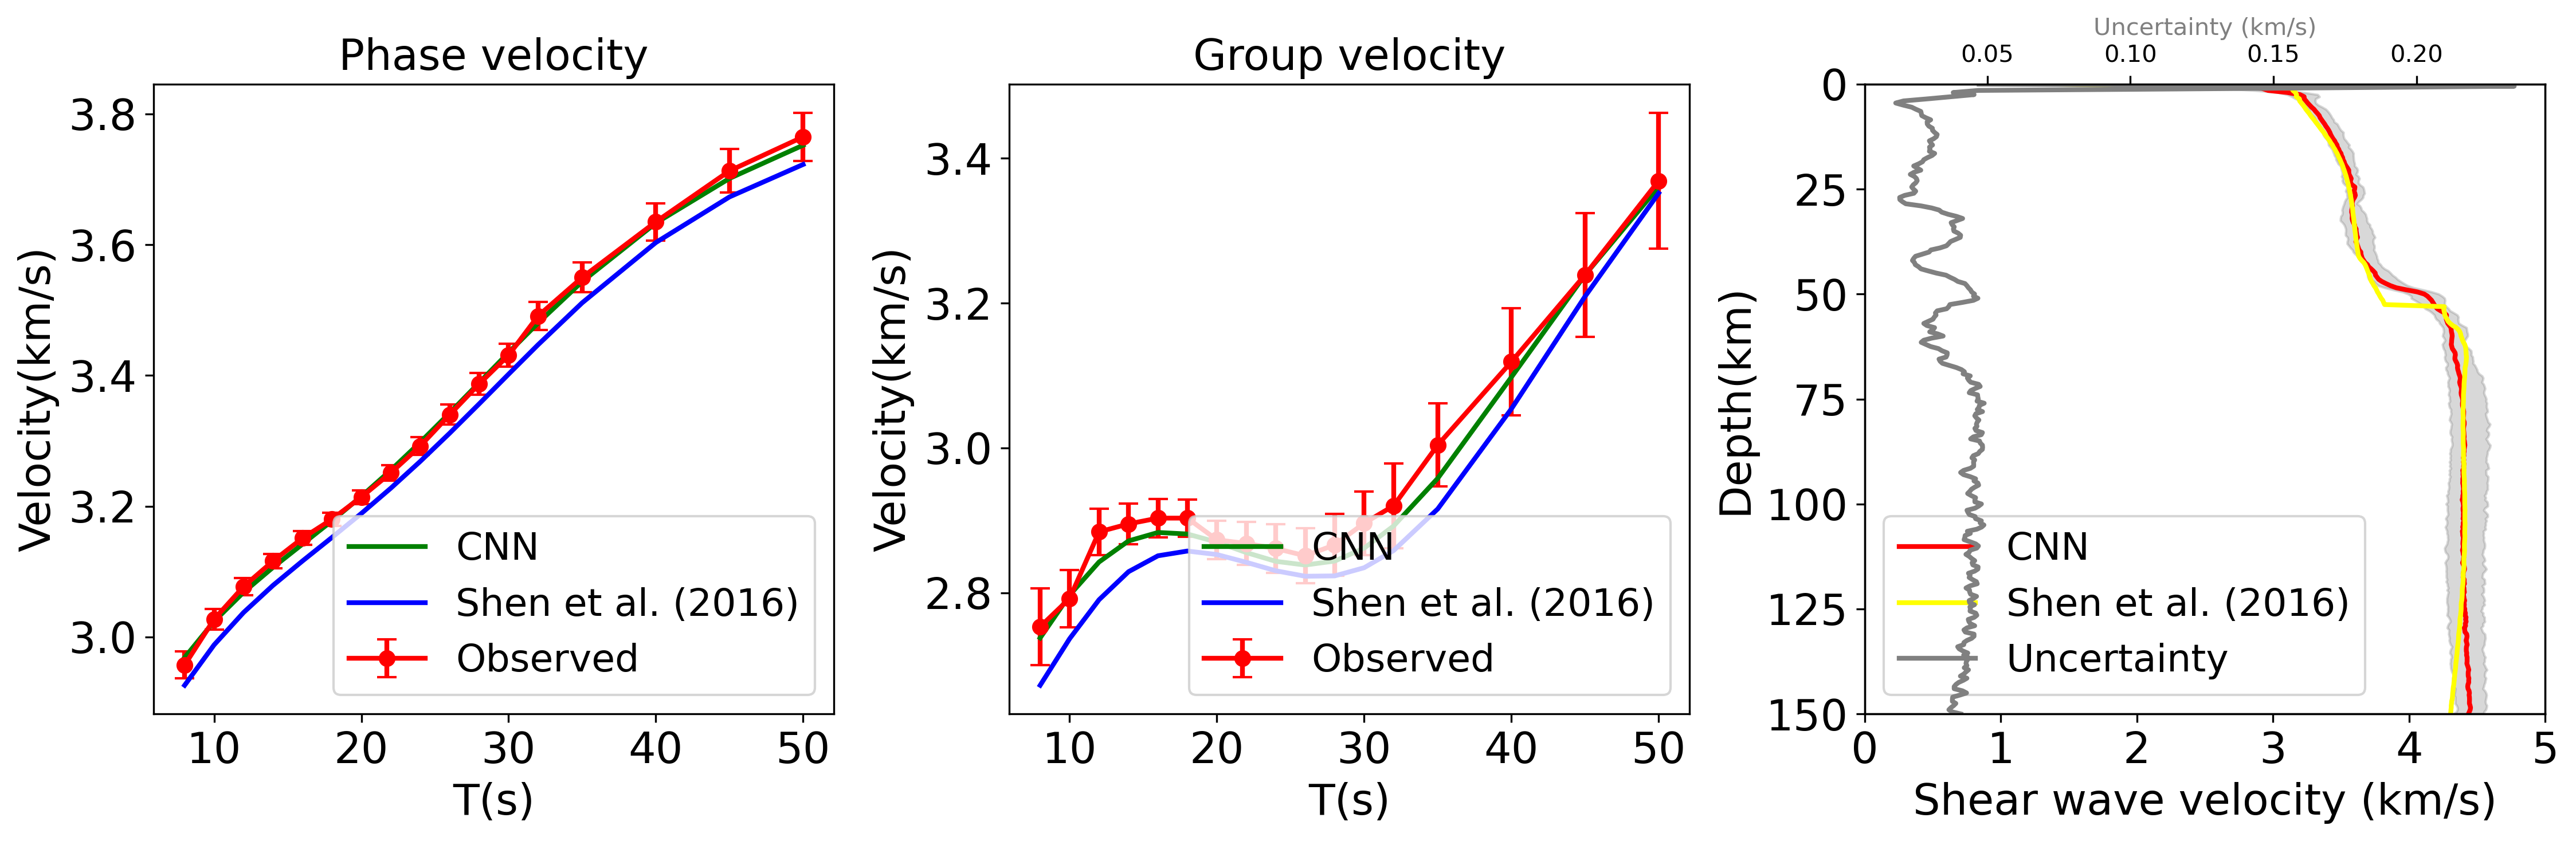 Phase velocity
Velocity(km/s)
3.8
3.6
3.4
3.2
3.0
10 20 30 40 50
T(s)
CNN
Shen et al. (2016)
Observed
Group velocity
Velocity(km/s)
3.4
3.2
3.0
2.8
10 20 30 40 50
T(s)
CNN
Shen et al. (2016)
Observed
Uncertainty (km/s)
0.05 0.10 0.15 0.20
Depth(km)
0
25
50
75
100
125
150
0 1 2 3 4 5
Shear wave velocity (km/s)
CNN
Shen et al. (2016)
Uncertainty